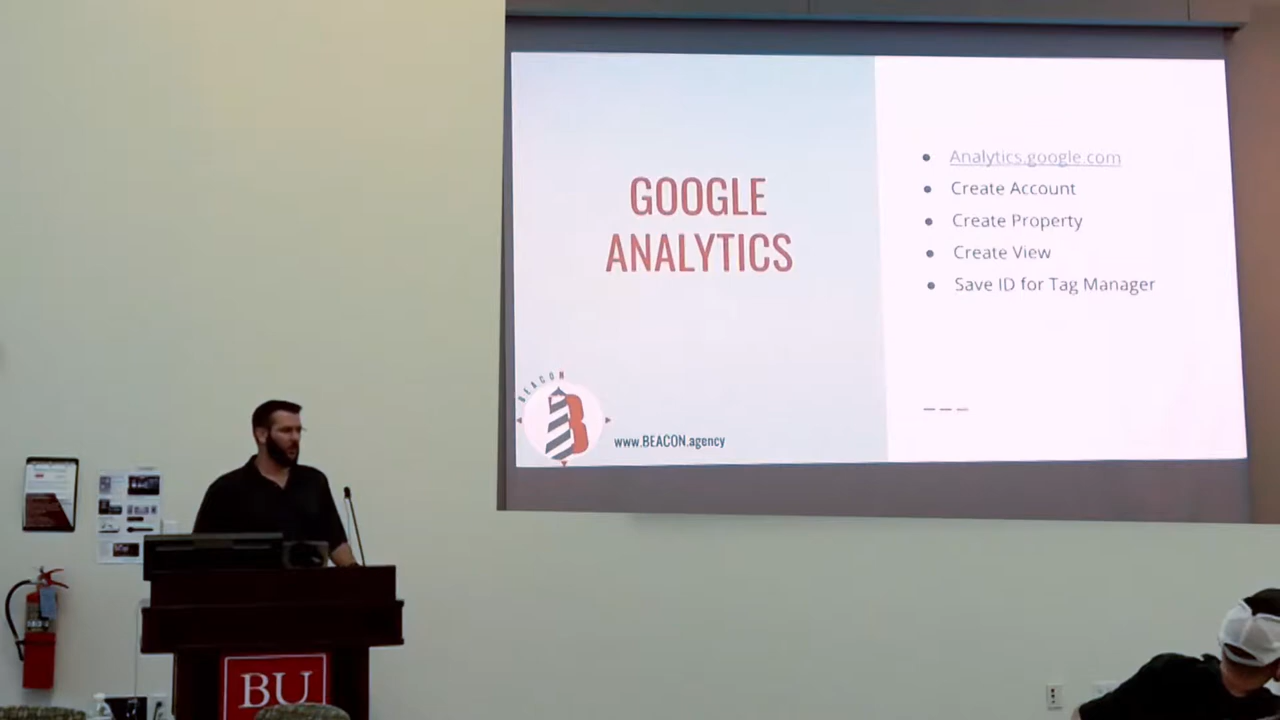 GOOGLE
ANALYTICS
Analytics.google.com
Create Account
Create Property
Create View
Save ID for Tag Manager
BEACON
B
www.BEACON.agency
BU